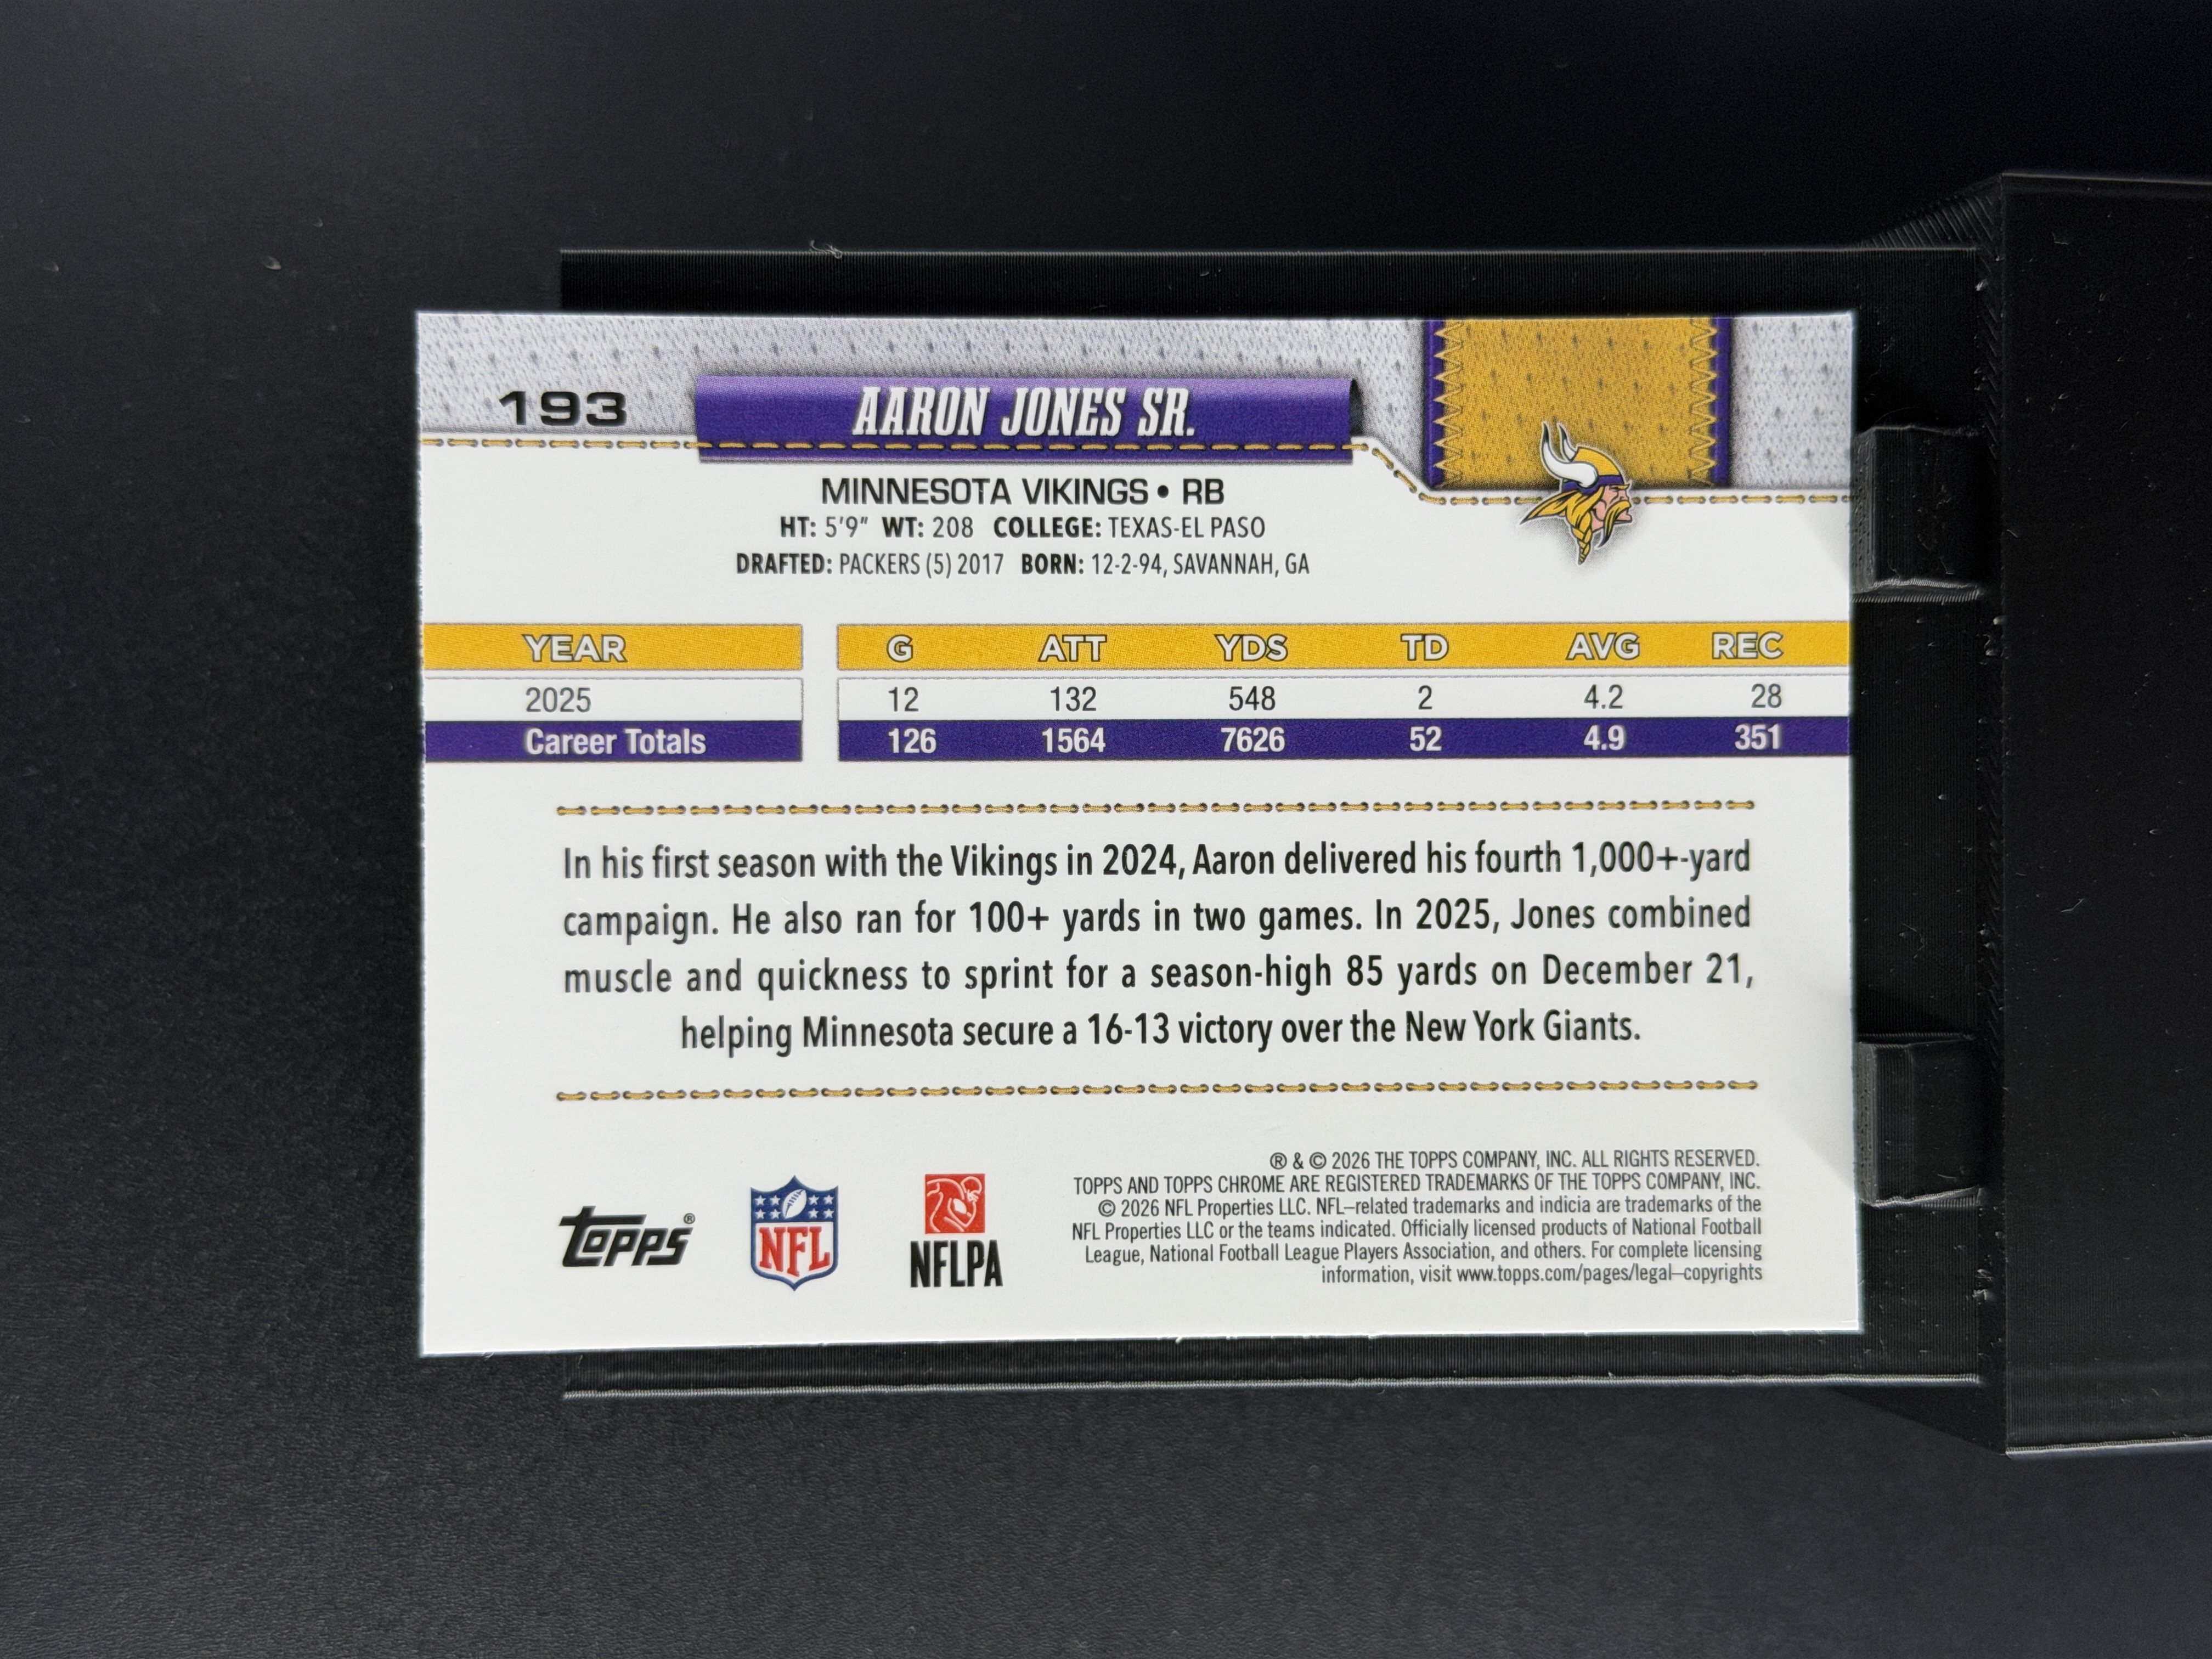 193
AARON JONES SR.
MINNESOTA VIKINGS • RB
HT: 5'9" WT: 208 COLLEGE: TEXAS-EL PASO
DRAFTED: PACKERS (5) 2017 BORN: 12-2-94, SAVANNAH, GA
YEAR G ATT YDS TD AVG REC
2025 12 132 548 2 4.2 28
Career Totals 126 1564 7626 52 4.9 351
In his first season with the Vikings in 2024, Aaron delivered his fourth 1,000+-yard
campaign. He also ran for 100+ yards in two games. In 2025, Jones combined
muscle and quickness to sprint for a season-high 85 yards on December 21,
helping Minnesota secure a 16-13 victory over the New York Giants.
topps®
NFL
NFLPA
® & © 2026 THE TOPPS COMPANY, INC. ALL RIGHTS RESERVED.
TOPPS AND TOPPS CHROME ARE REGISTERED TRADEMARKS OF THE TOPPS COMPANY, INC.
© 2026 NFL Properties LLC. NFL-related trademarks and indicia are trademarks of the
NFL Properties LLC or the teams indicated. Officially licensed products of National Football
League, National Football League Players Association, and others. For complete licensing
information, visit www.topps.com/pages/legal-copyrights